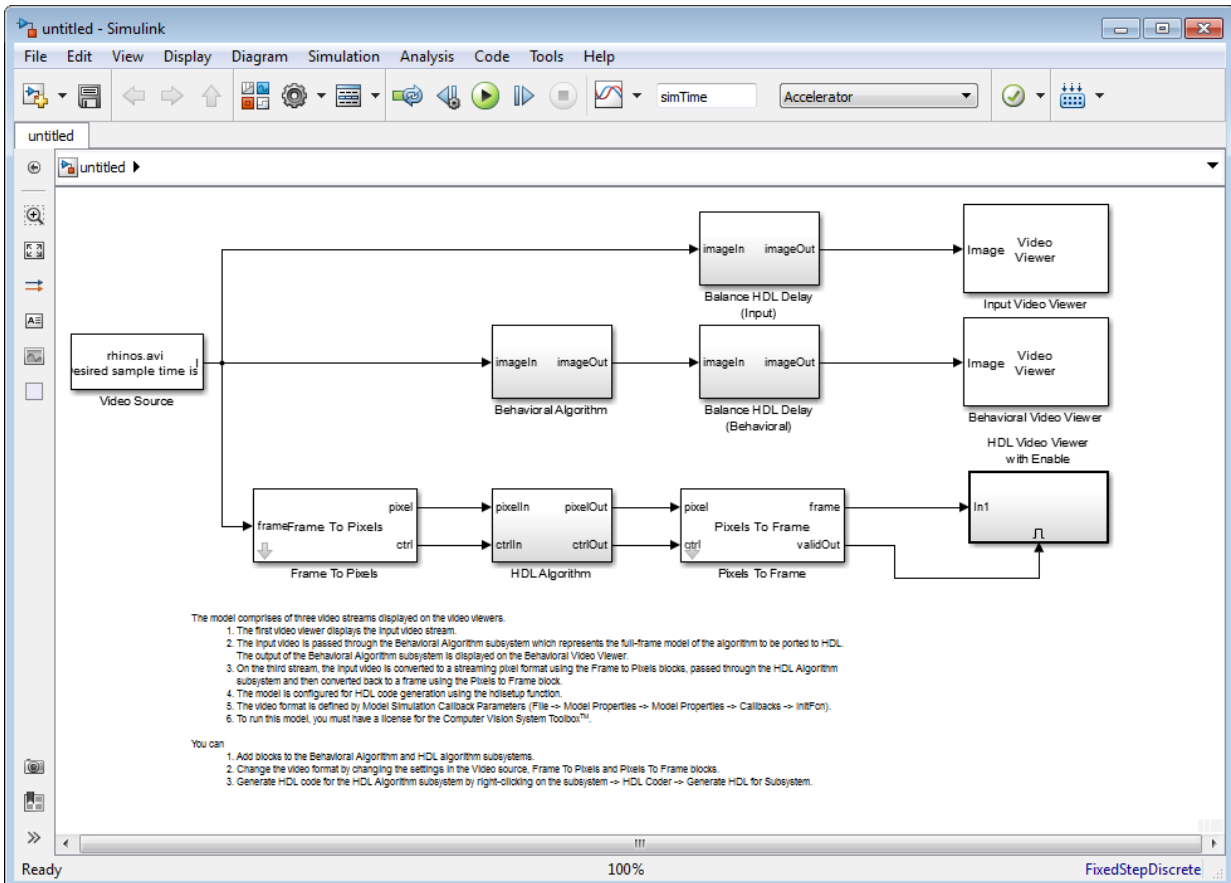 untitled - Simulink
File Edit View Display Diagram Simulation Analysis Code Tools Help
simTime Accelerator
untitled
untitled
imageIn imageOut
Balance HDL Delay
(Input)
Image Video
Viewer
Input Video Viewer
rhinos.avi
esired sample time is
I
Video Source
imageIn imageOut
Behavioral Algorithm
imageIn imageOut
Balance HDL Delay
(Behavioral)
Image Video
Viewer
Behavioral Video Viewer
HDL Video Viewer
with Enable
In1
frame Frame To Pixels pixel
ctrl
Frame To Pixels
pixelIn pixelOut
ctrlIn ctrlOut
HDL Algorithm
pixel frame
Pixels To Frame
ctrl validOut
Pixels To Frame
The model comprises of three video streams displayed on the video viewers.
1. The first video viewer displays the input video stream.
2. The input video is passed through the Behavioral Algorithm subsystem which represents the full-frame model of the algorithm to be ported to HDL.
The output of the Behavioral Algorithm subsystem is displayed on the Behavioral Video Viewer.
3. On the third stream, the input video is converted to a streaming pixel format using the Frame to Pixels blocks, passed through the HDL Algorithm
subsystem and then converted back to a frame using the Pixels to Frame block.
4. The model is configured for HDL code generation using the hdlsetup function.
5. The video format is defined by Model Simulation Callback Parameters (File -> Model Properties -> Model Properties -> Callbacks -> InitFcn).
6. To run this model, you must have a license for the Computer Vision System Toolbox™.
You can
1. Add blocks to the Behavioral Algorithm and HDL algorithm subsystems.
2. Change the video format by changing the settings in the Video source, Frame To Pixels and Pixels To Frame blocks.
3. Generate HDL code for the HDL Algorithm subsystem by right-clicking on the subsystem -> HDL Coder -> Generate HDL for Subsystem.
Ready 100% FixedStepDiscrete